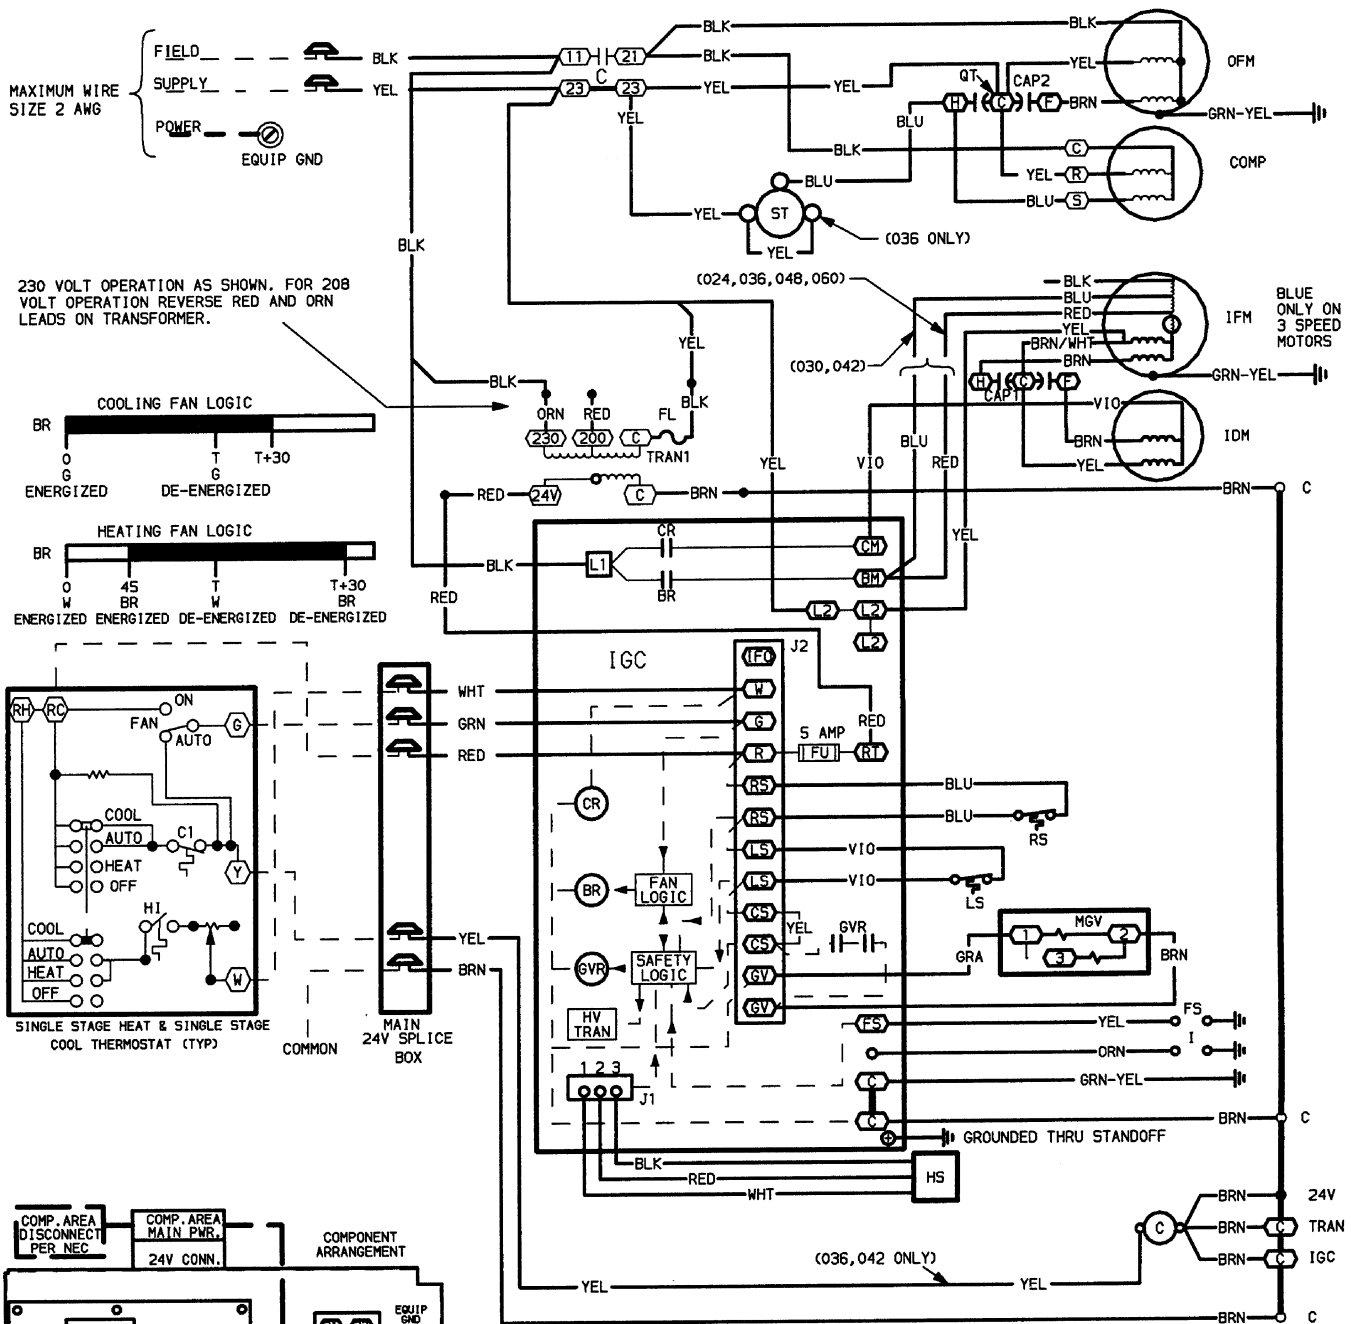 FIELD
SUPPLY
MAXIMUM WIRE
SIZE 2 AWG
POWER
EQUIP GND
BLK
YEL
11
21
C
23
23
YEL
BLK
BLK
YEL
YEL
YEL
BLK
BLK
YEL
OFM
QT
CAP2
H
C
F
BRN
GRN-YEL
BLU
BLK
C
COMP
YEL
R
BLU
S
BLU
YEL
ST
YEL
(036 ONLY)
BLK
230 VOLT OPERATION AS SHOWN. FOR 208
VOLT OPERATION REVERSE RED AND ORN
LEADS ON TRANSFORMER.
(024,036,048,060)
(030,042)
BLK
BLU
RED
YEL
BRN/WHT
BRN
3
IFM
BLUE
ONLY ON
3 SPEED
MOTORS
GRN-YEL
H
C
F
CAP1
VIO
BRN
YEL
IDM
YEL
BLK
BLK
ORN
RED
FL
230
200
C
TRAN1
YEL
VIO
BLU
RED
YEL
RED
24V
C
BRN
BRN
C
COOLING FAN LOGIC
BR
0
G
ENERGIZED
T
G
DE-ENERGIZED
T+30
HEATING FAN LOGIC
BR
0
W
ENERGIZED
45
BR
ENERGIZED
T
W
DE-ENERGIZED
T+30
BR
DE-ENERGIZED
BLK
RED
L1
CR
BR
CM
BM
L2
L2
L2
IGC
J2
IFO
W
G
R
RS
RS
LS
LS
CS
CS
GV
GV
5 AMP
FU
RT
RED
WHT
GRN
RED
YEL
BRN
RH
RC
ON
FAN
AUTO
G
COOL
AUTO
HEAT
OFF
C1
Y
H1
COOL
AUTO
HEAT
OFF
W
SINGLE STAGE HEAT & SINGLE STAGE
COOL THERMOSTAT (TYP)
COMMON
MAIN
24V SPLICE
BOX
CR
BR
FAN
LOGIC
GVR
SAFETY
LOGIC
HV
TRAN
YEL
GVR
BLU
BLU
RS
VIO
VIO
LS
MGV
1
2
3
GRA
BRN
FS
YEL
FS
ORN
I
C
GRN-YEL
C
BRN
C
GROUNDED THRU STANDOFF
1 2 3
J1
BLK
RED
WHT
HS
BRN
24V
C
BRN
C
TRAN
BRN
C
IGC
(036,042 ONLY)
YEL
YEL
BRN
C
COMP.AREA
DISCONNECT
PER NEC
COMP.AREA
MAIN PWR.
24V CONN.
COMPONENT
ARRANGEMENT
EQUIP
GND